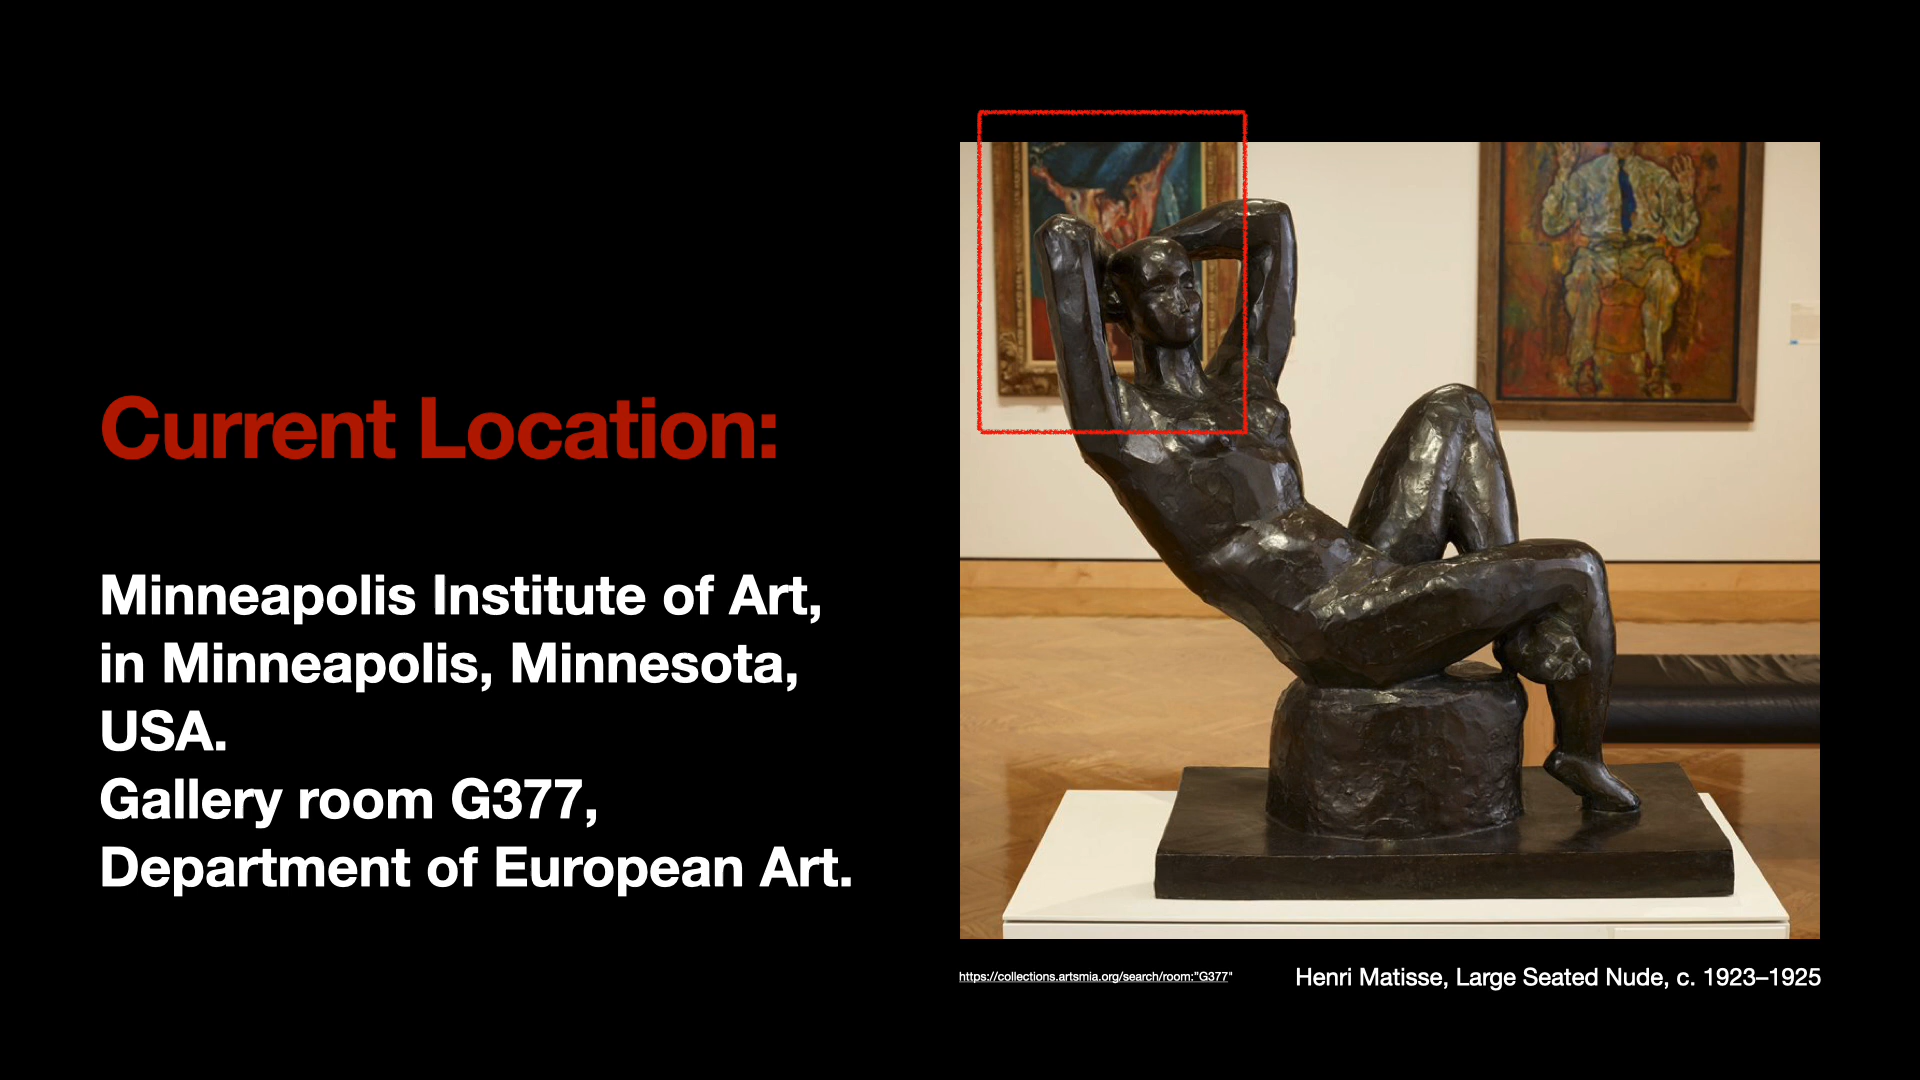 Current Location:
Minneapolis Institute of Art,
in Minneapolis, Minnesota,
USA.
Gallery room G377,
Department of European Art.
https://collections.artsmia.org/search/room:"G377"
Henri Matisse, Large Seated Nude, c. 1923–1925